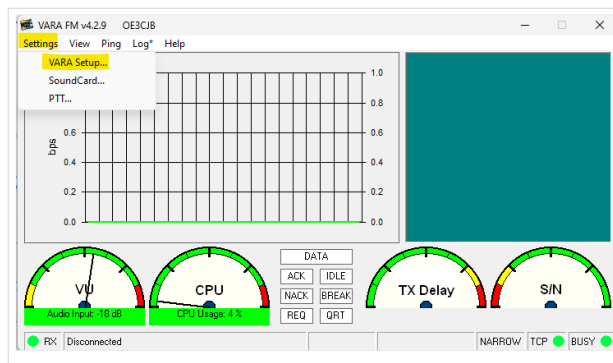 VARA FM v4.2.9 OE3CJB
Settings View Ping Log* Help
VARA Setup...
SoundCard...
PTT...
1.0
0.8
0.6 0.6
0.4 0.4
0.2 0.2
0.0 0.0
bps
DATA
ACK IDLE
NACK BREAK
REQ QRT
VU
Audio Input: -18 dB
CPU
CPU Usage: 4 %
TX Delay
S/N
RX Disconnected NARROW TCP BUSY